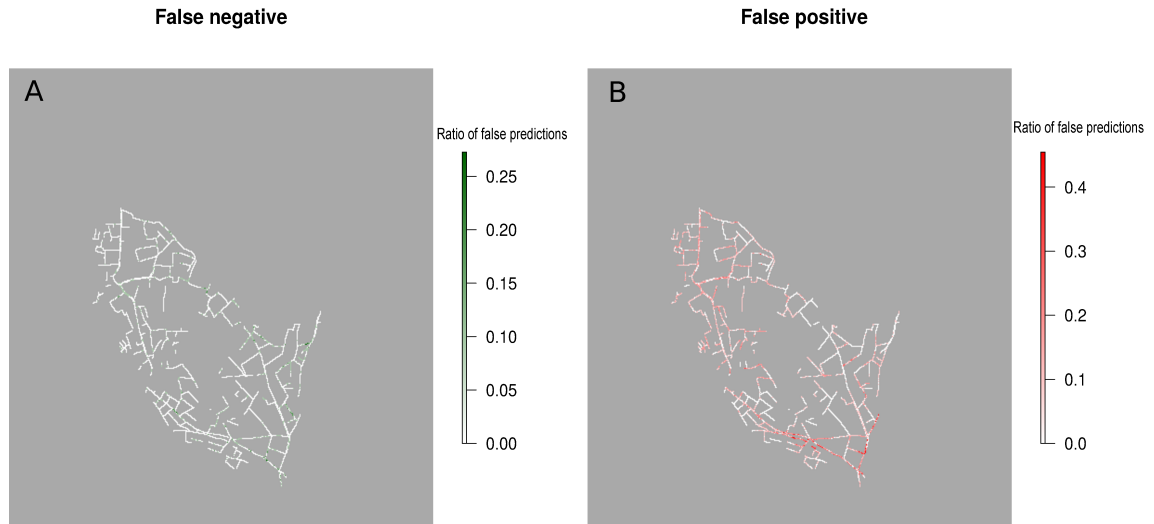 False negative
False positive
A
B
Ratio of false predictions
0.25
0.20
0.15
0.10
0.05
0.00
Ratio of false predictions
0.4
0.3
0.2
0.1
0.0